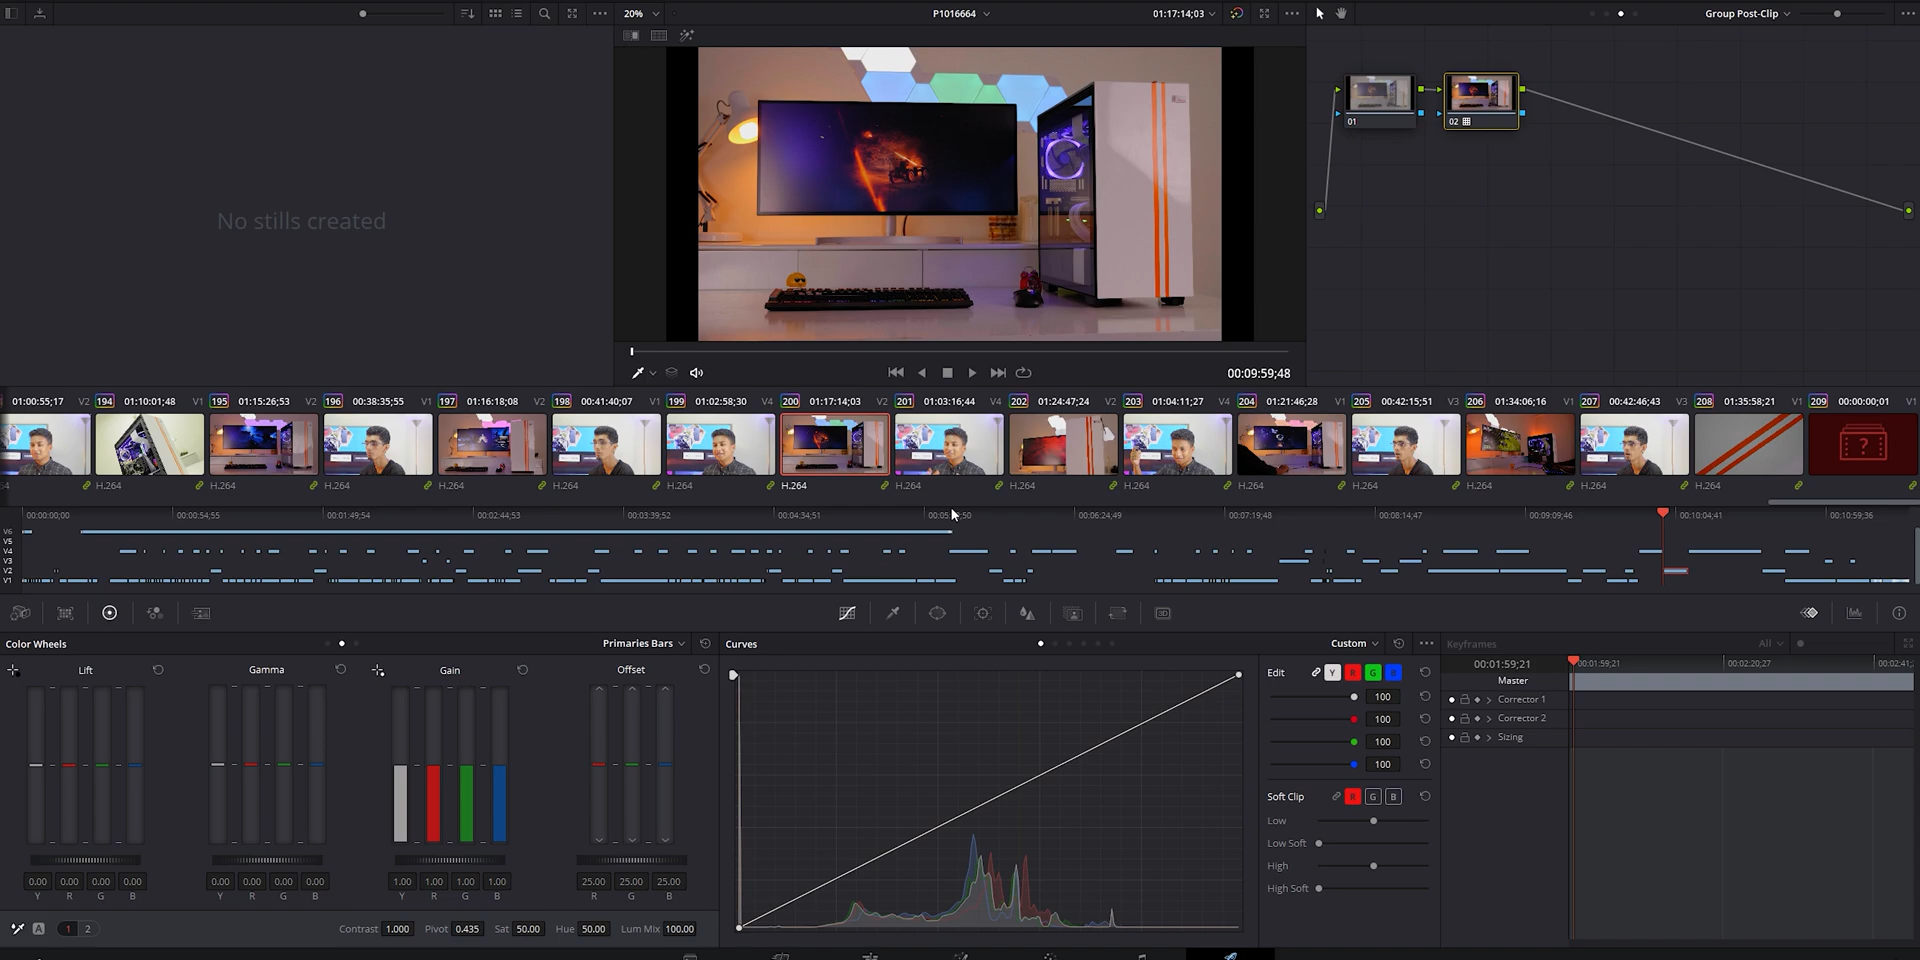 20%
P1016664
01:17:14;03
Group Post-Clip
No stills created
01
02
00:09:59;48
01:00:55;17 V2 194 01:10:01;48 V1 195 01:15:26;53 V2 196 00:38:35;55 V1 197 01:16:18;08 V2 198 00:41:40;07 V1 199 01:02:58;30 V4 200 01:17:14;03 V2 201 01:03:16;44 V4 202 01:24:47;24 V2 203 01:04:11;27 V4 204 01:21:46;28 V1 205 00:42:15;51 V3 206 01:34:06;16 V1 207 00:42:46;43 V3 208 01:35:58;21 V1 209 00:00:00;01 V1
H.264 H.264 H.264 H.264 H.264 H.264 H.264 H.264 H.264 H.264 H.264 H.264 H.264 H.264 H.264
00:00:00;00 00:00:54;55 00:01:49;54 00:02:44;53 00:03:39;52 00:04:34;51 00:06:24;49 00:07:19;48 00:08:14;47 00:09:09;46 00:10:04;41 00:10:59;36
V6
V5
V4
V3
V2
V1
3D
Color Wheels Primaries Bars
Lift Gamma Gain Offset
0.00 0.00 0.00 0.00 0.00 0.00 0.00 0.00 1.00 1.00 1.00 1.00 25.00 25.00 25.00
Y R G B Y R G B Y R G B R G B
A 1 2 Contrast 1.000 Pivot 0.435 Sat 50.00 Hue 50.00 Lum Mix 100.00
Curves Custom
Edit Y R G B
100
100
100
100
Soft Clip R G B
Low
Low Soft
High
High Soft
Keyframes All
00:01:59;21 00:01:59;21 00:02:20;27 00:02:41;
Master
Corrector 1
Corrector 2
Sizing